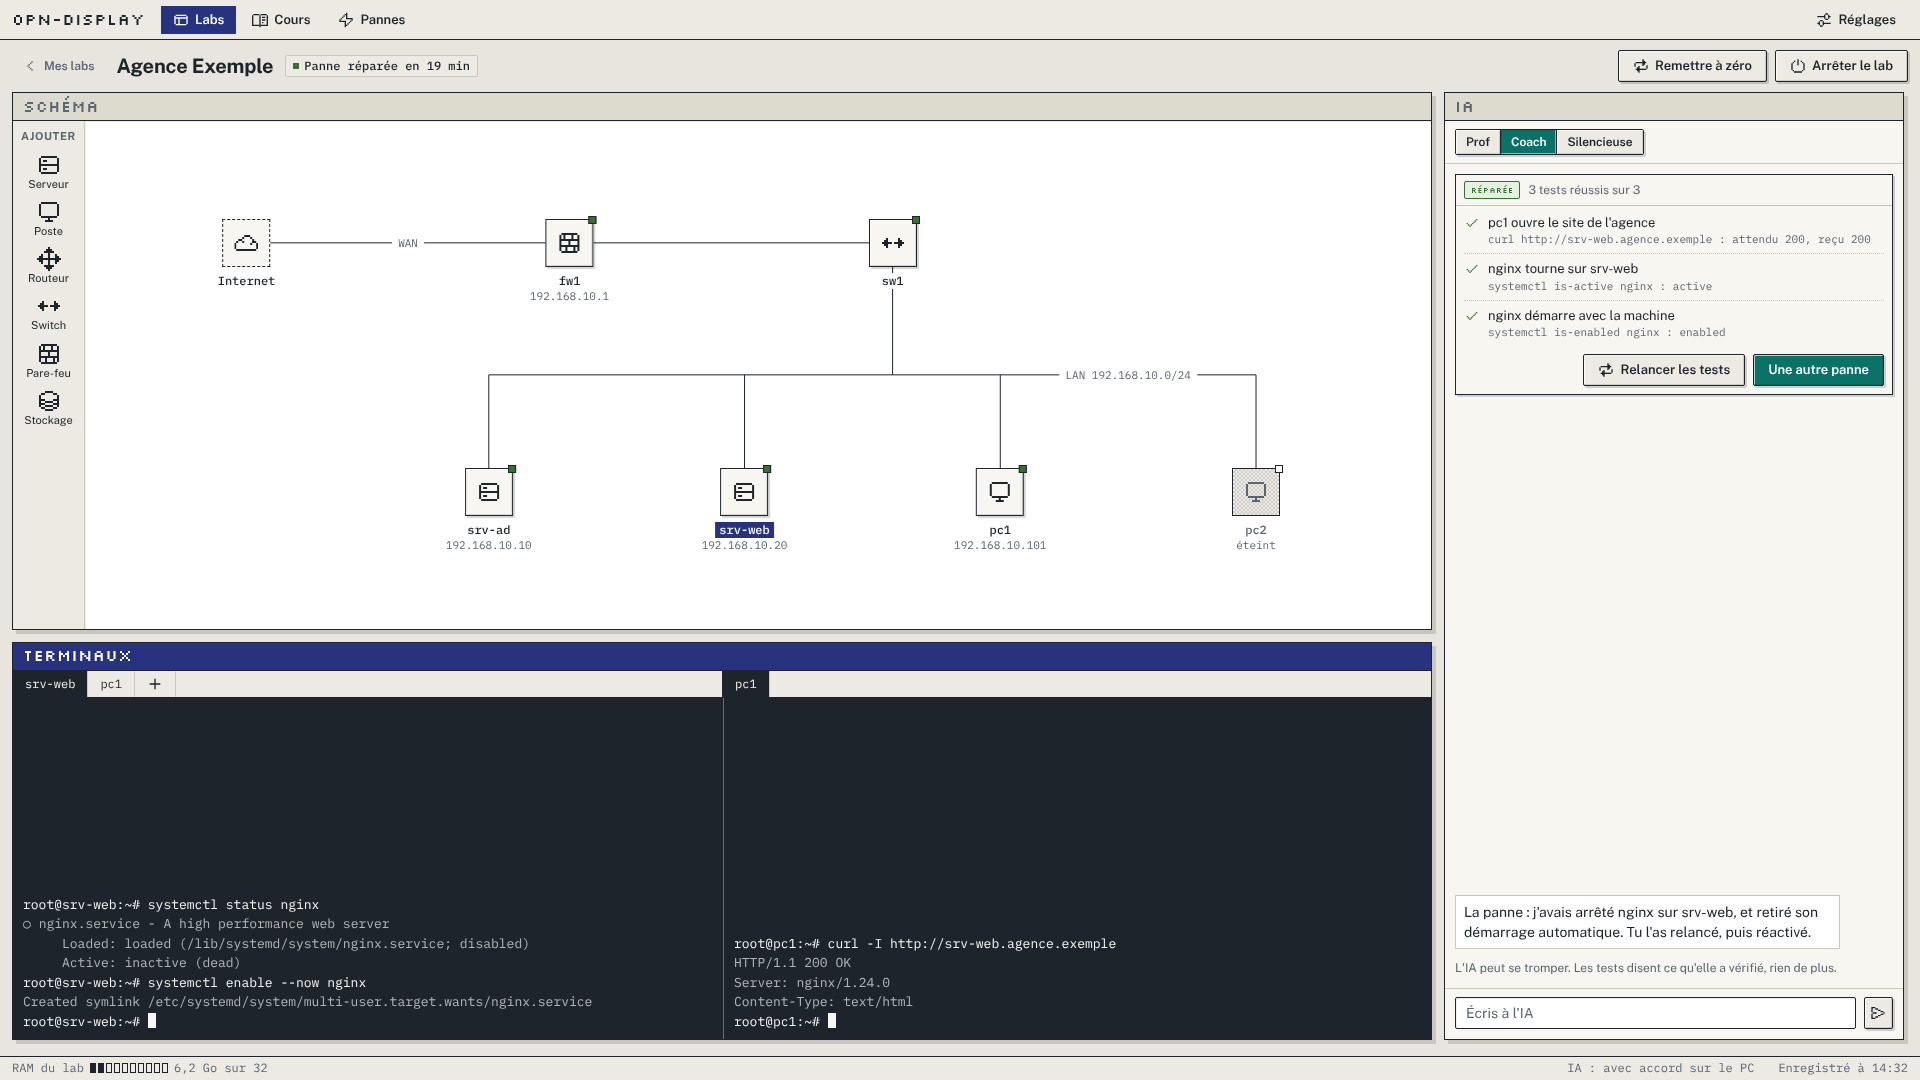 OPN-DISPLAY
Labs
Cours
Pannes
Réglages
Mes labs
Agence Exemple
Panne réparée en 19 min
Remettre à zéro
Arrêter le lab
SCHÉMA
AJOUTER
Serveur
Poste
Routeur
Switch
Pare-feu
Stockage
Internet
WAN
fw1
192.168.10.1
sw1
LAN 192.168.10.0/24
srv-ad
192.168.10.10
srv-web
192.168.10.20
pc1
192.168.10.101
pc2
éteint
TERMINAUX
srv-web
pc1
+
root@srv-web:~# systemctl status nginx
○ nginx.service - A high performance web server
Loaded: loaded (/lib/systemd/system/nginx.service; disabled)
Active: inactive (dead)
root@srv-web:~# systemctl enable --now nginx
Created symlink /etc/systemd/system/multi-user.target.wants/nginx.service
root@srv-web:~#
pc1
root@pc1:~# curl -I http://srv-web.agence.exemple
HTTP/1.1 200 OK
Server: nginx/1.24.0
Content-Type: text/html
root@pc1:~#
IA
Prof
Coach
Silencieuse
RÉPARÉE
3 tests réussis sur 3
pc1 ouvre le site de l'agence
curl http://srv-web.agence.exemple : attendu 200, reçu 200
nginx tourne sur srv-web
systemctl is-active nginx : active
nginx démarre avec la machine
systemctl is-enabled nginx : enabled
Relancer les tests
Une autre panne
La panne : j'avais arrêté nginx sur srv-web, et retiré son
démarrage automatique. Tu l'as relancé, puis réactivé.
L'IA peut se tromper. Les tests disent ce qu'elle a vérifié, rien de plus.
Écris à l'IA
RAM du lab
6,2 Go sur 32
IA : avec accord sur le PC
Enregistré à 14:32